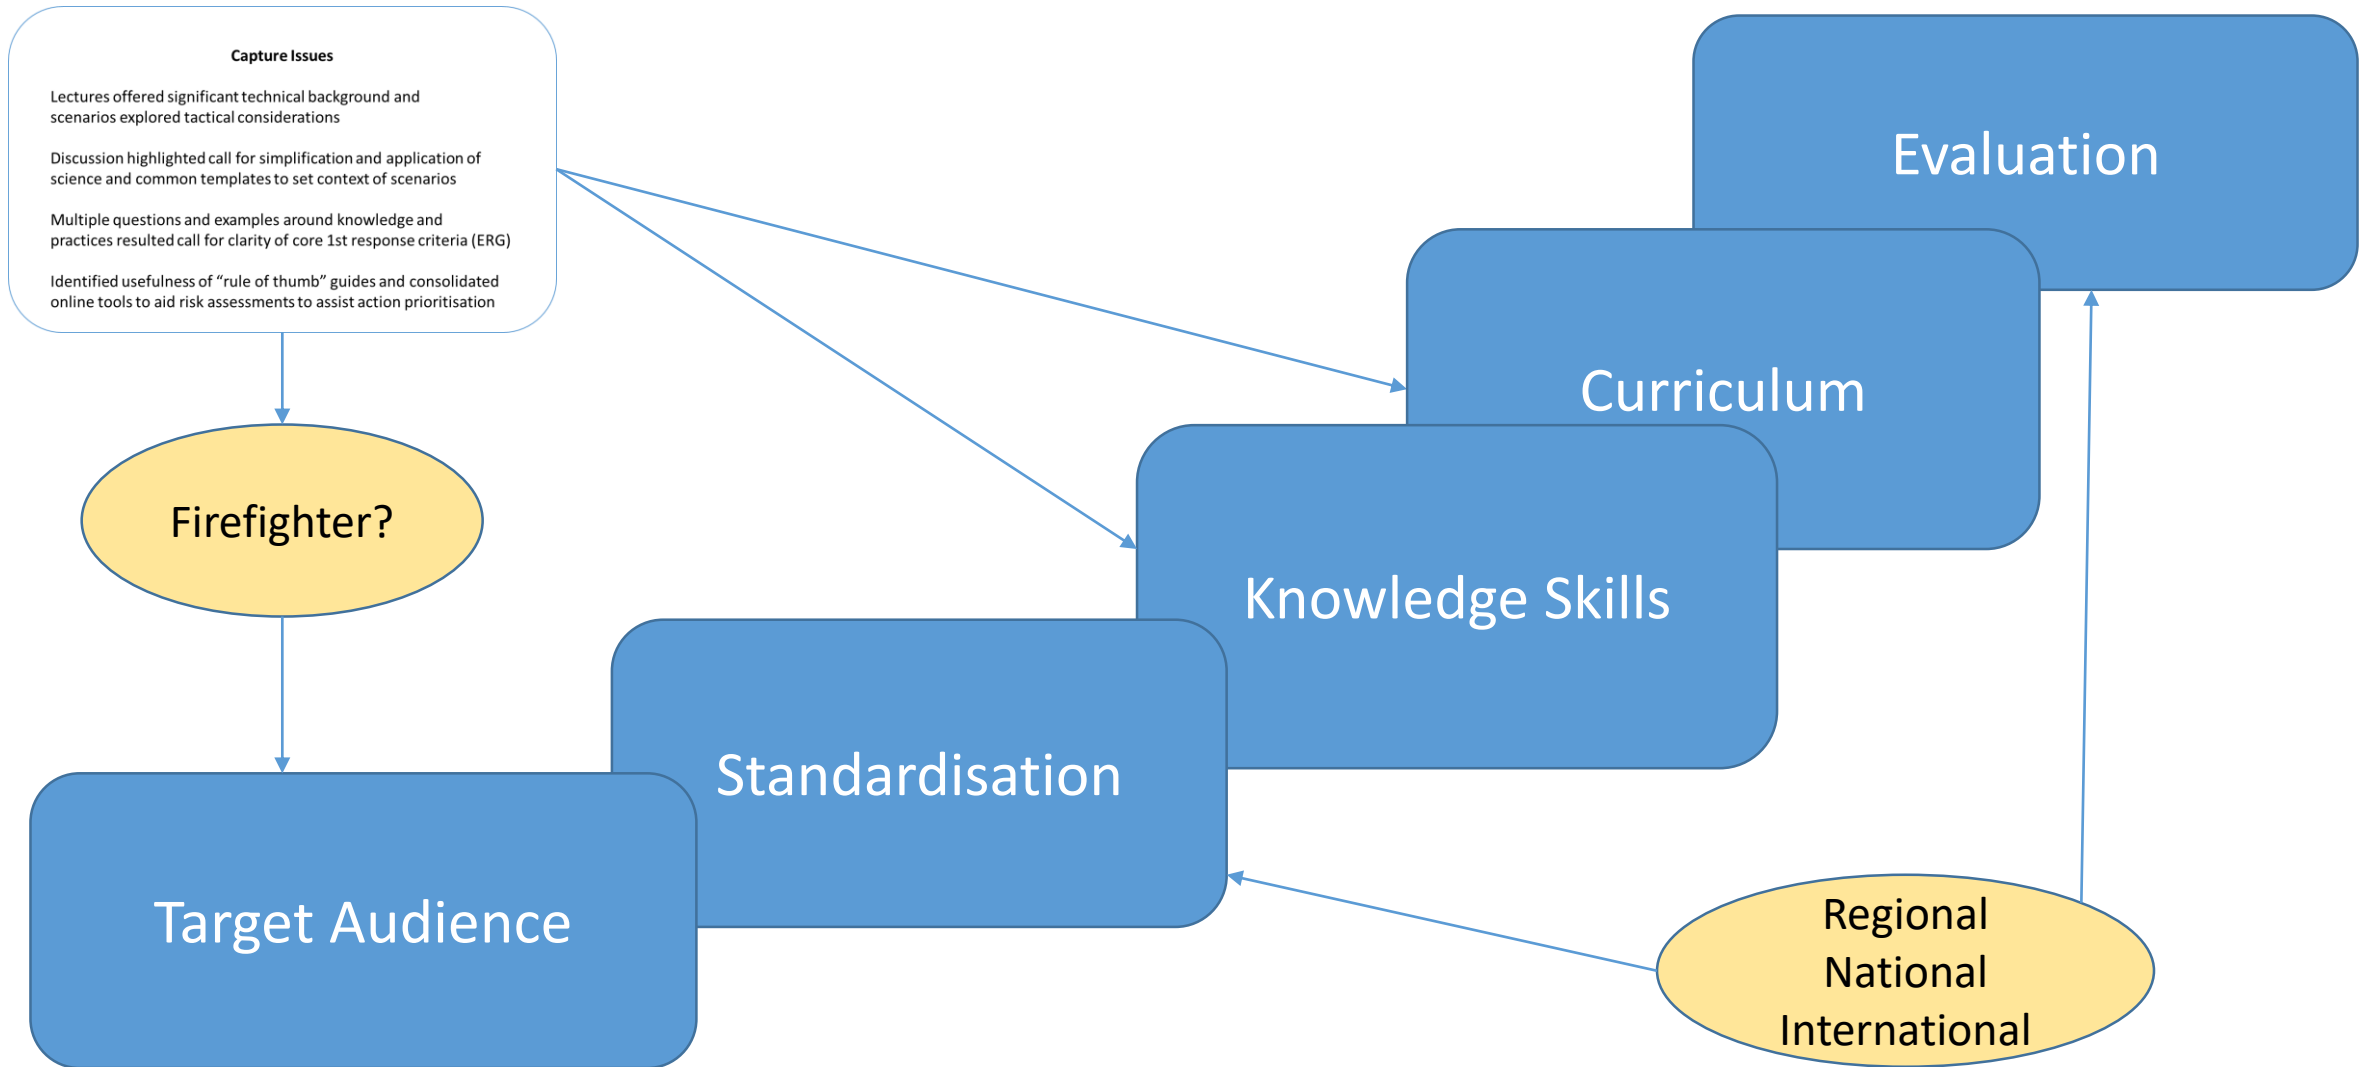 Capture Issues
Lectures offered significant technical background and
scenarios explored tactical considerations
Discussion highlighted call for simplification and application of
science and common templates to set context of scenarios
Multiple questions and examples around knowledge and
practices resulted call for clarity of core 1st response criteria (ERG)
Identified usefulness of “rule of thumb” guides and consolidated
online tools to aid risk assessments to assist action prioritisation
Evaluation
Curriculum
Firefighter?
Knowledge Skills
Standardisation
Target Audience
Regional
National
International